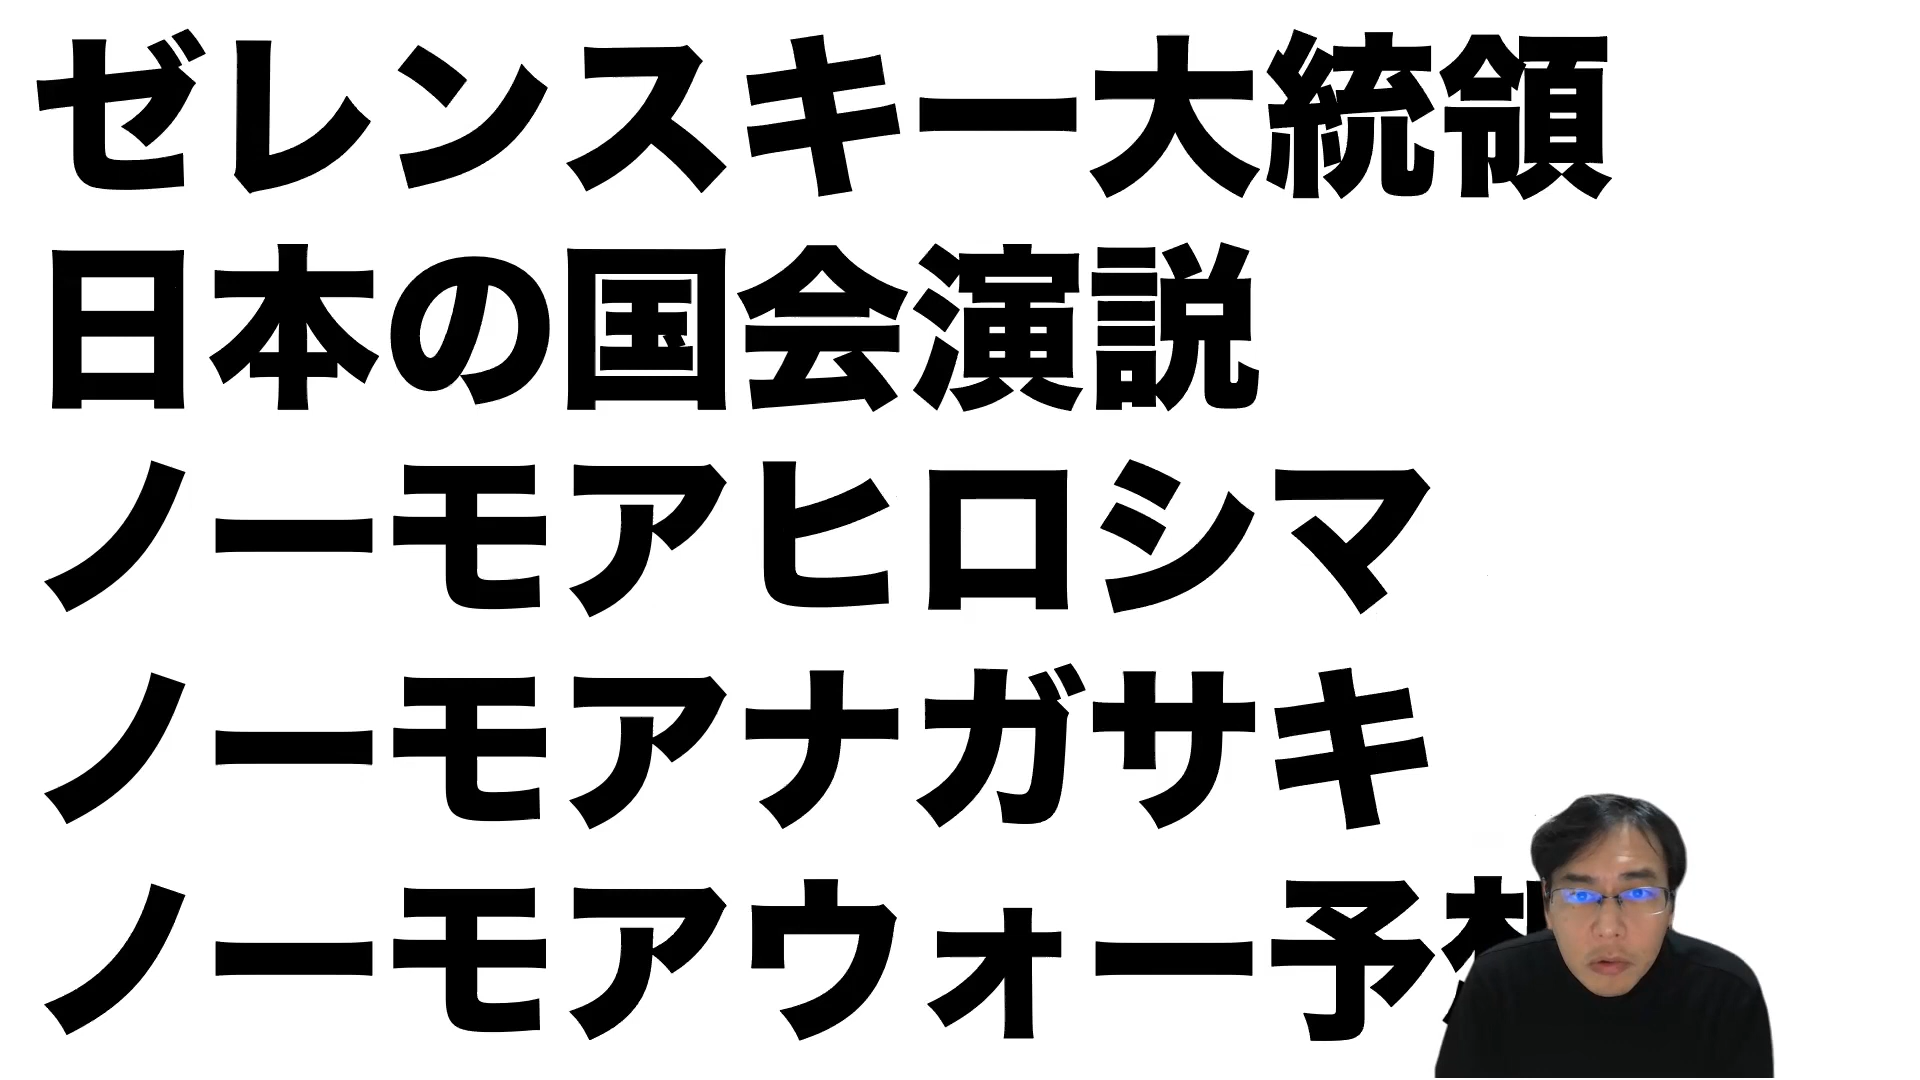 ゼレンスキー大統領
日本の国会演説
ノーモアヒロシマ
ノーモアナガサキ
ノーモアウォー予